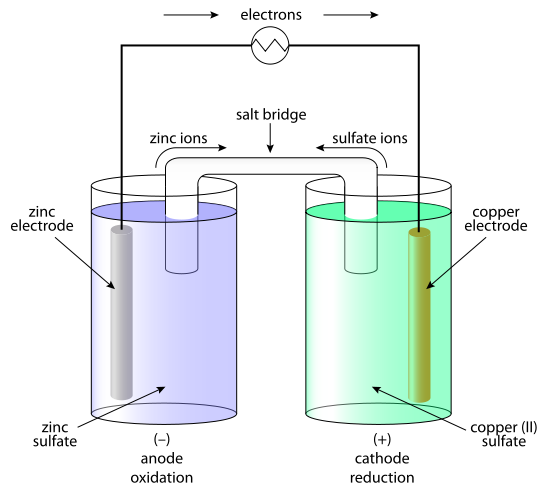 electrons
salt bridge
zinc ions
sulfate ions
zinc
electrode
copper
electrode
zinc
sulfate
copper (II)
sulfate
(–)
anode
oxidation
(+)
cathode
reduction